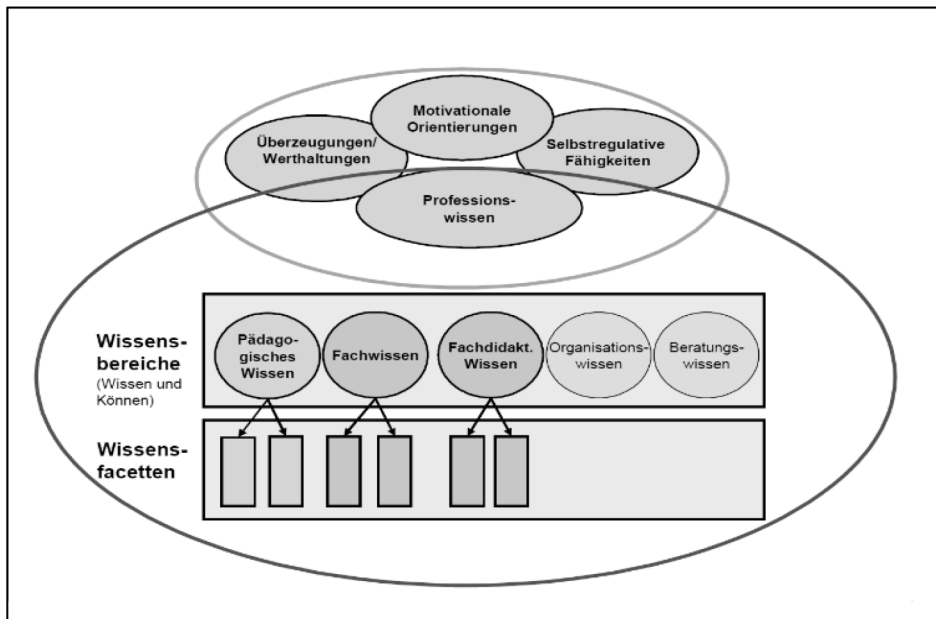 Motivationale
Orientierungen
Überzeugungen/
Werthaltungen
Selbstregulative
Fähigkeiten
Professions-
wissen
Wissens-
bereiche
(Wissen und
Können)
Pädago-
gisches
Wissen
Fachwissen
Fachdidakt.
Wissen
Organisations-
wissen
Beratungs-
wissen
Wissens-
facetten